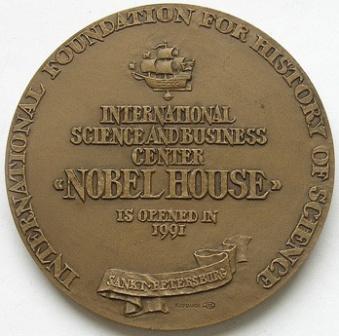 INTERNATIONAL FOUNDATION FOR HISTORY OF SCIENCE
INTERNATIONAL
SCIENCE AND BUSINESS
CENTER
«NOBEL HOUSE»
IS OPENED IN
1991
SANKT-PETERSBURG